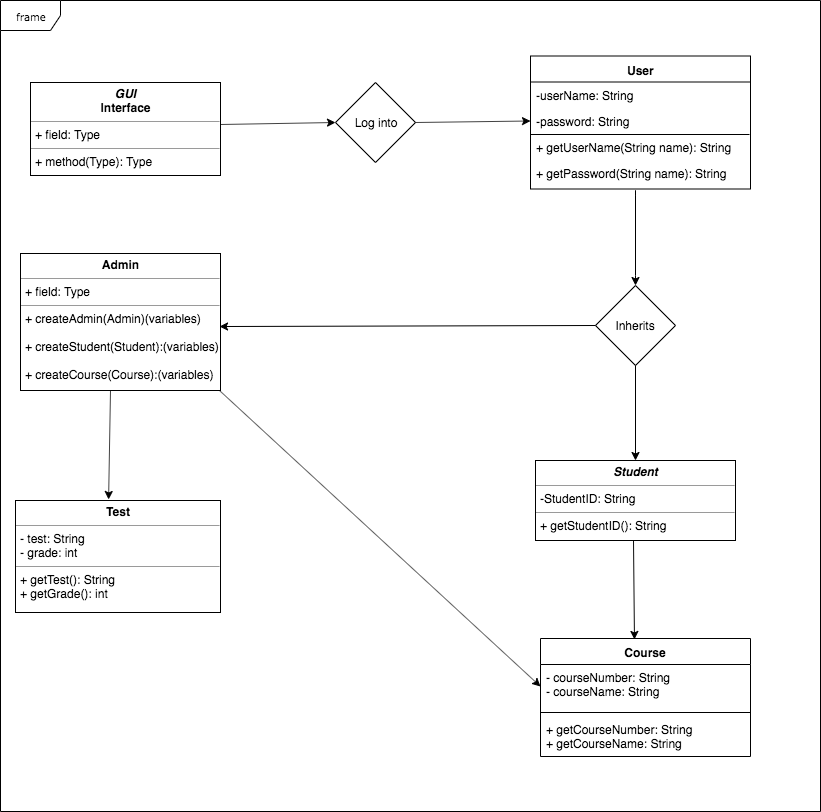 frame
GUI
Interface
+ field: Type
+ method(Type): Type
Log into
User
-userName: String
-password: String
+ getUserName(String name): String
+ getPassword(String name): String
Admin
+ field: Type
+ createAdmin(Admin)(variables)
+ createStudent(Student):(variables)
+ createCourse(Course):(variables)
Inherits
Student
-StudentID: String
+ getStudentID(): String
Test
- test: String
- grade: int
+ getTest(): String
+ getGrade(): int
Course
- courseNumber: String
- courseName: String
+ getCourseNumber: String
+ getCourseName: String